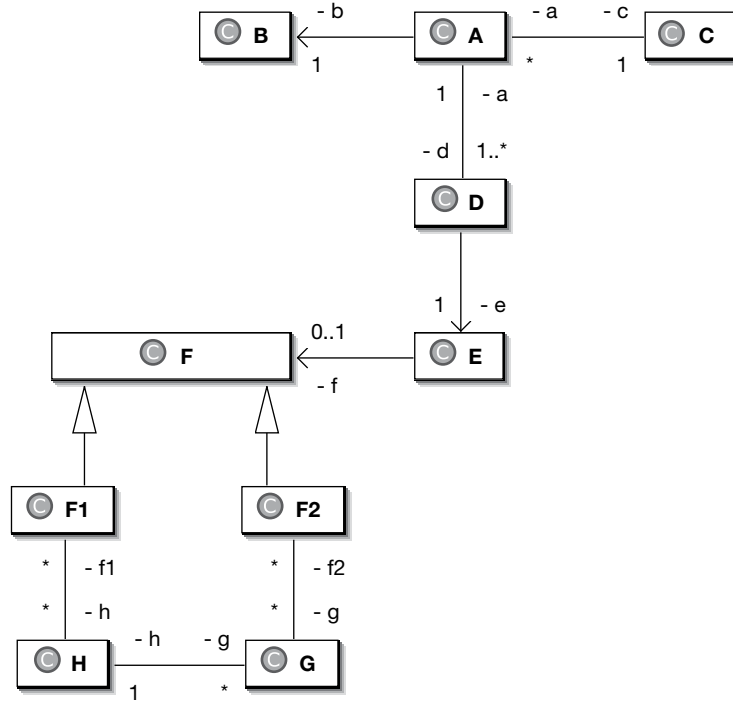 - b - a - c
C B C A C C
1 * 1
1 - a
- d 1..*
C D
1 - e
0..1
C F C E
- f
C F1 C F2
* - f1 * - f2
* - h * - g
- h - g
C H C G
1 *